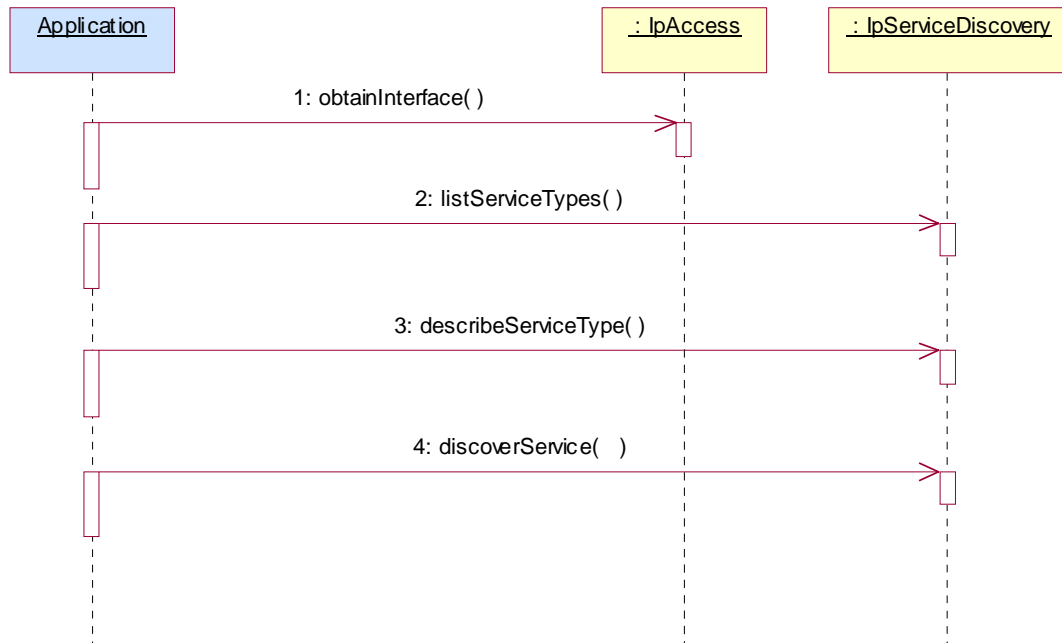 Application
: IpAccess
: IpServiceDiscovery
1: obtainInterface( )
2: listServiceTypes( )
3: describeServiceType( )
4: discoverService(   )